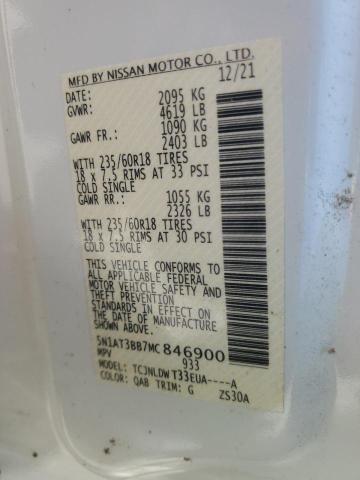 MFD BY NISSAN MOTOR CO., LTD.
12/21
DATE: 2095 KG
GVWR: 4619 LB
1090 KG
GAWR FR.: 2403 LB
WITH 235/60R18 TIRES
18 x 7.5 RIMS AT 33 PSI
COLD SINGLE
GAWR RR.: 1055 KG
2326 LB
WITH 235/60R18 TIRES
18 x 7.5 RIMS AT 30 PSI
COLD SINGLE
THIS VEHICLE CONFORMS TO
ALL APPLICABLE FEDERAL
MOTOR VEHICLE SAFETY AND
THEFT PREVENTION
STANDARDS IN EFFECT ON
THE DATE OF MANUFACTURE
SHOWN ABOVE.
5N1AT3BB7MC 846900
MPV 933
MODEL: TCJNLDW T33EUA----A
COLOR: QAB TRIM: G ZS30A